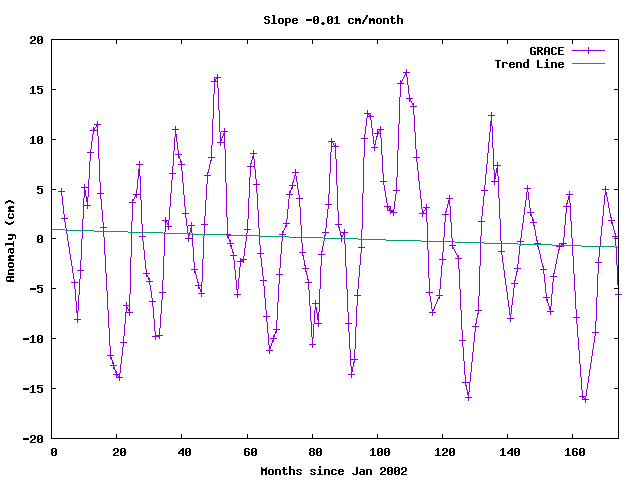 Slope -0.01 cm/month
20
15
10
5
0
-5
-10
-15
-20
Anomaly (cm)
GRACE
Trend Line
0 20 40 60 80 100 120 140 160
Months since Jan 2002